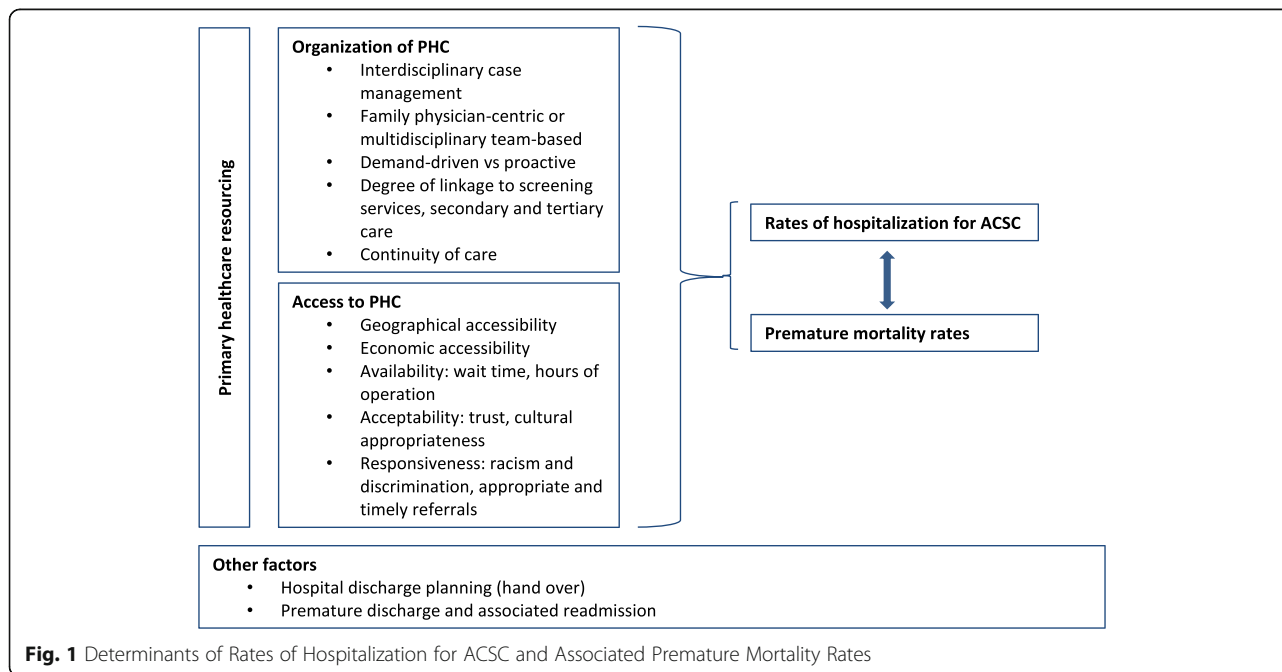 Primary healthcare resourcing
Organization of PHC
• Interdisciplinary case
management
• Family physician-centric or
multidisciplinary team-based
• Demand-driven vs proactive
• Degree of linkage to screening
services, secondary and tertiary
care
• Continuity of care
Access to PHC
• Geographical accessibility
• Economic accessibility
• Availability: wait time, hours of
operation
• Acceptability: trust, cultural
appropriateness
• Responsiveness: racism and
discrimination, appropriate and
timely referrals
Rates of hospitalization for ACSC
Premature mortality rates
Other factors
• Hospital discharge planning (hand over)
• Premature discharge and associated readmission
Fig. 1 Determinants of Rates of Hospitalization for ACSC and Associated Premature Mortality Rates